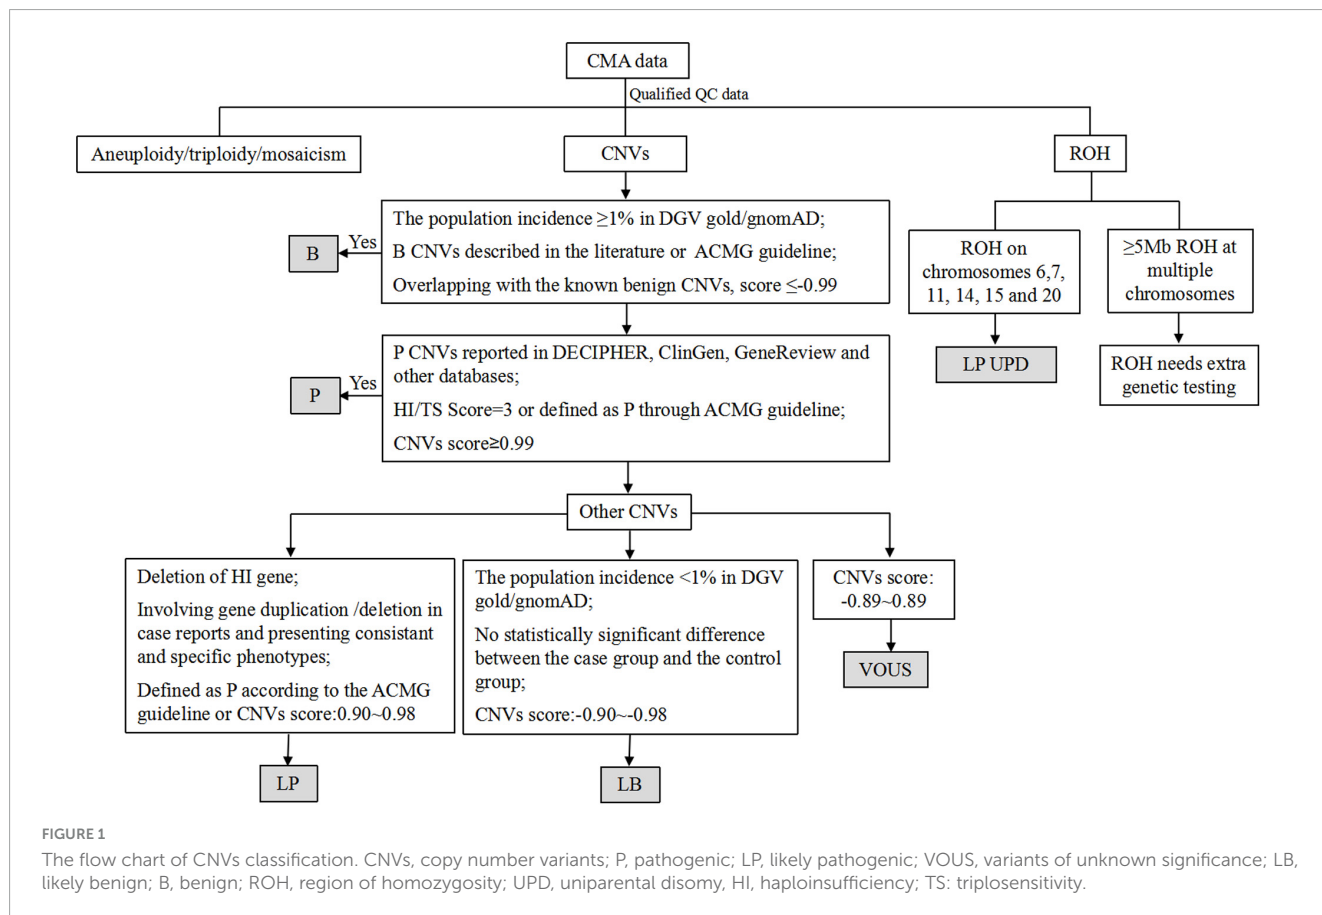 CMA data
Qualified QC data
Aneuploidy/triploidy/mosaicism
CNVs
ROH
The population incidence ≥1% in DGV gold/gnomAD;
B CNVs described in the literature or ACMG guideline;
Overlapping with the known benign CNVs, score ≤-0.99
Yes
B
P CNVs reported in DECIPHER, ClinGen, GeneReview and
other databases;
HI/TS Score=3 or defined as P through ACMG guideline;
CNVs score≥0.99
Yes
P
ROH on
chromosomes 6,7,
11, 14, 15 and 20
LP UPD
≥5Mb ROH at
multiple
chromosomes
ROH needs extra
genetic testing
Other CNVs
Deletion of HI gene;
Involving gene duplication /deletion in
case reports and presenting consistant
and specific phenotypes;
Defined as P according to the ACMG
guideline or CNVs score:0.90~0.98
LP
The population incidence <1% in DGV
gold/gnomAD;
No statistically significant difference
between the case group and the control
group;
CNVs score:-0.90~-0.98
LB
CNVs score:
-0.89~0.89
VOUS
FIGURE 1
The flow chart of CNVs classification. CNVs, copy number variants; P, pathogenic; LP, likely pathogenic; VOUS, variants of unknown significance; LB,
likely benign; B, benign; ROH, region of homozygosity; UPD, uniparental disomy, HI, haploinsufficiency; TS: triplosensitivity.